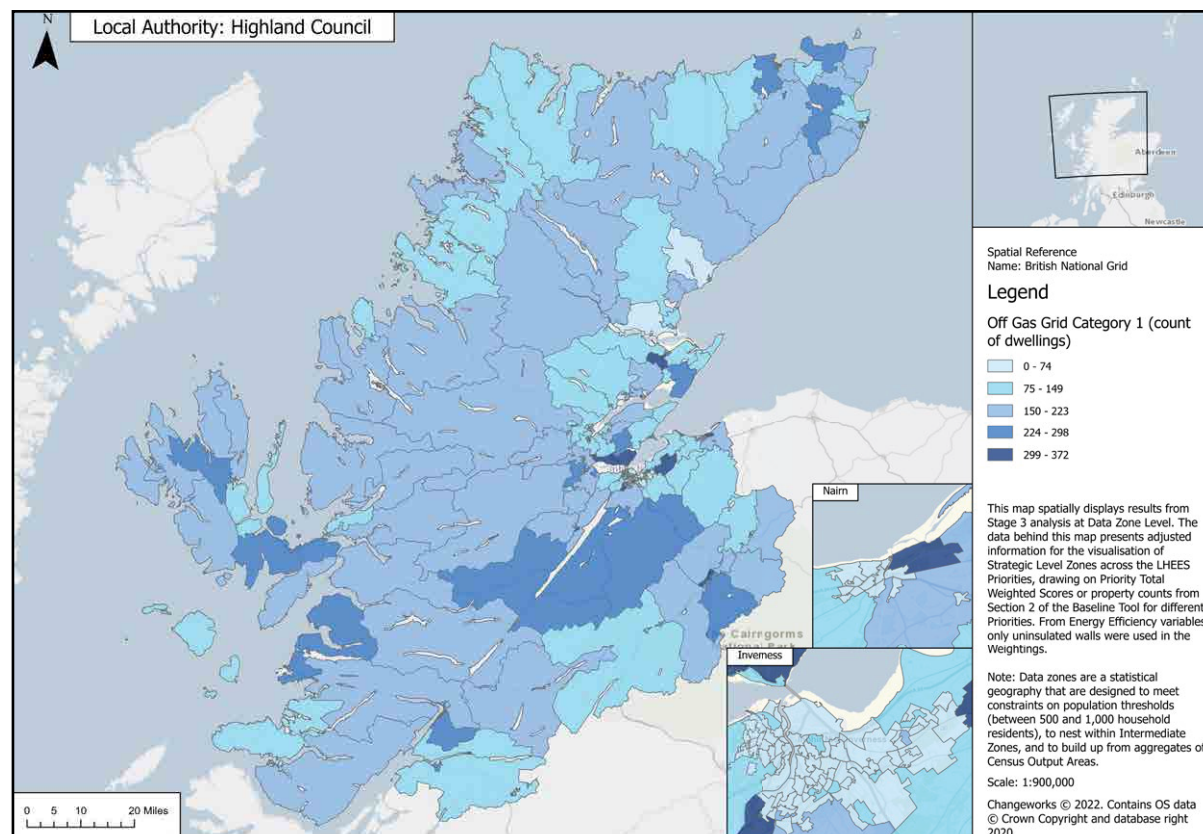 N
Local Authority: Highland Council
Aberdeen
Edinburgh
Newcastle
Spatial Reference
Name: British National Grid
Legend
Off Gas Grid Category 1 (count
of dwellings)
0 - 74
75 - 149
150 - 223
224 - 298
299 - 372
This map spatially displays results from
Stage 3 analysis at Data Zone Level. The
data behind this map presents adjusted
information for the visualisation of
Strategic Level Zones across the LHEES
Priorities, drawing on Priority Total
Weighted Scores or property counts from
Section 2 of the Baseline Tool for different
Priorities. From Energy Efficiency variables
only uninsulated walls were used in the
Weightings.
Note: Data zones are a statistical
geography that are designed to meet
constraints on population thresholds
(between 500 and 1,000 household
residents), to nest within Intermediate
Zones, and to build up from aggregates of
Census Output Areas.
Scale: 1:900,000
Changeworks © 2022. Contains OS data
© Crown Copyright and database right
2020
Nairn
Cairngorms
National Park
Inverness
0 5 10 20 Miles